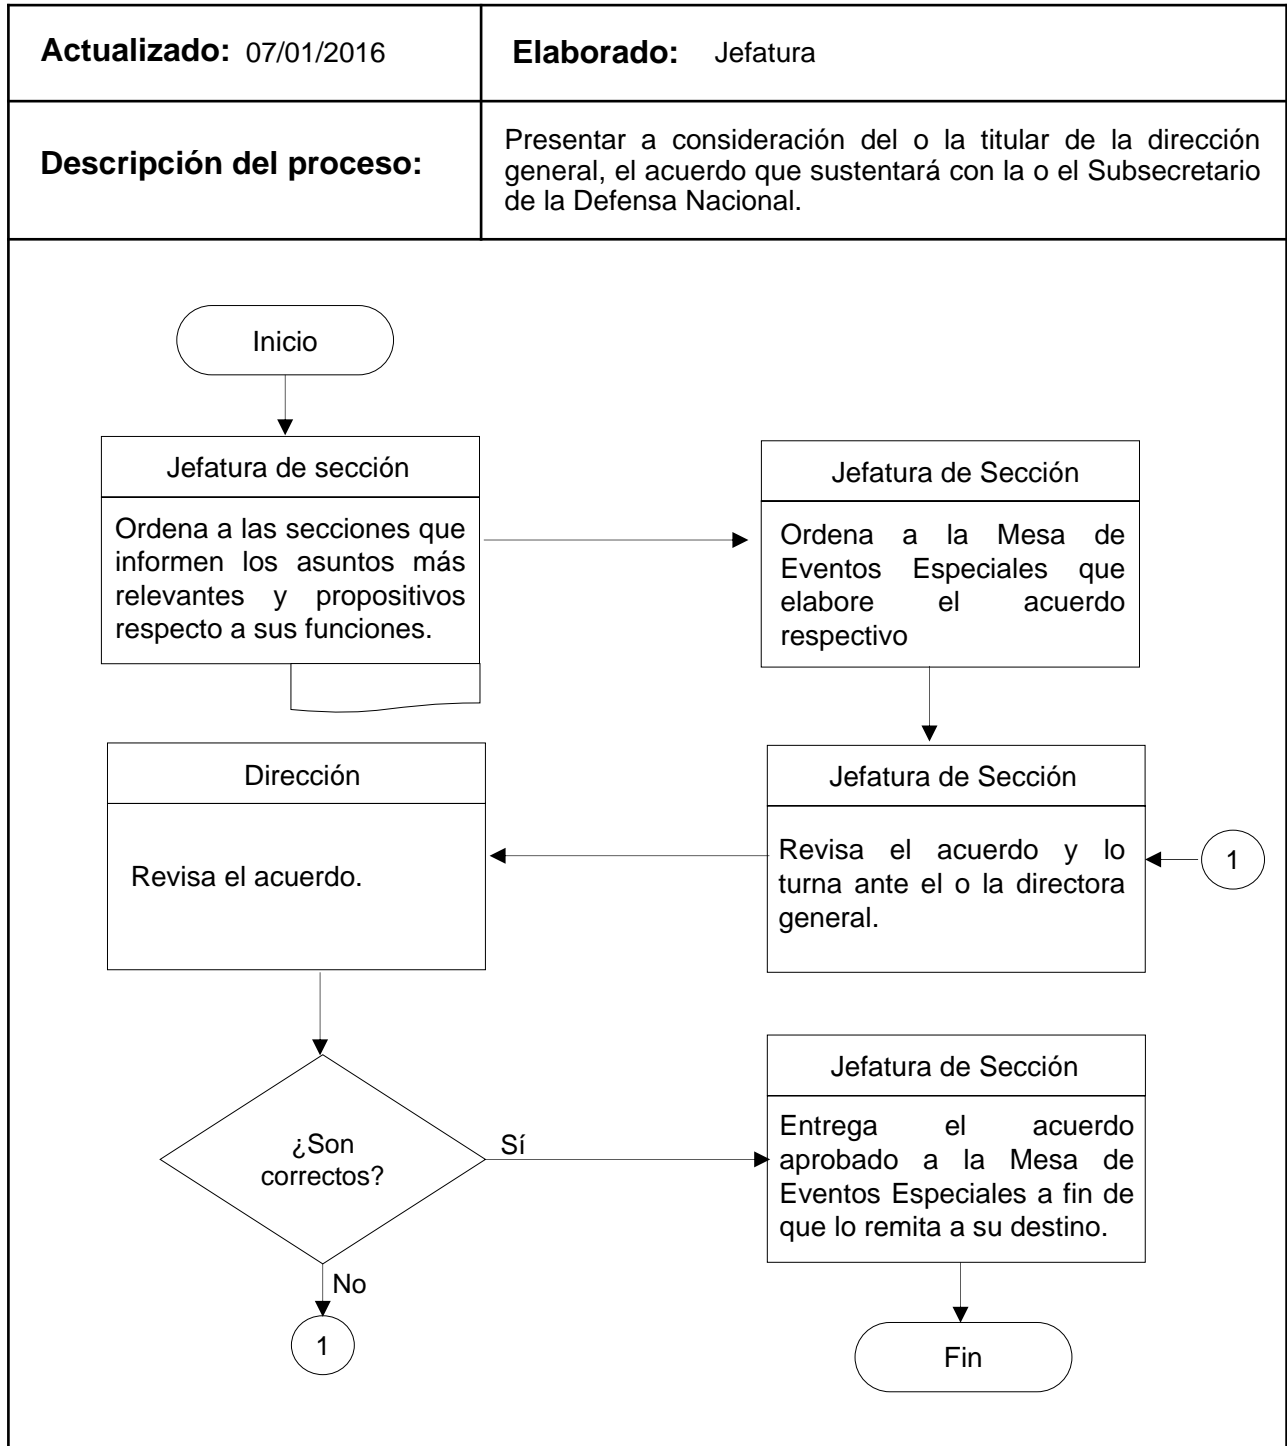 Actualizado: 07/01/2016
Elaborado: Jefatura
Descripción del proceso:
Presentar a consideración del o la titular de la dirección
general, el acuerdo que sustentará con la o el Subsecretario
de la Defensa Nacional.
Inicio
Jefatura de sección
Ordena a las secciones que
informen los asuntos más
relevantes y propositivos
respecto a sus funciones.
Jefatura de Sección
Ordena a la Mesa de
Eventos Especiales que
elabore el acuerdo
respectivo
Jefatura de Sección
Revisa el acuerdo y lo
turna ante el o la directora
general.
1
Dirección
Revisa el acuerdo.
¿Son
correctos?
Sí
No
1
Jefatura de Sección
Entrega el acuerdo
aprobado a la Mesa de
Eventos Especiales a fin de
que lo remita a su destino.
Fin